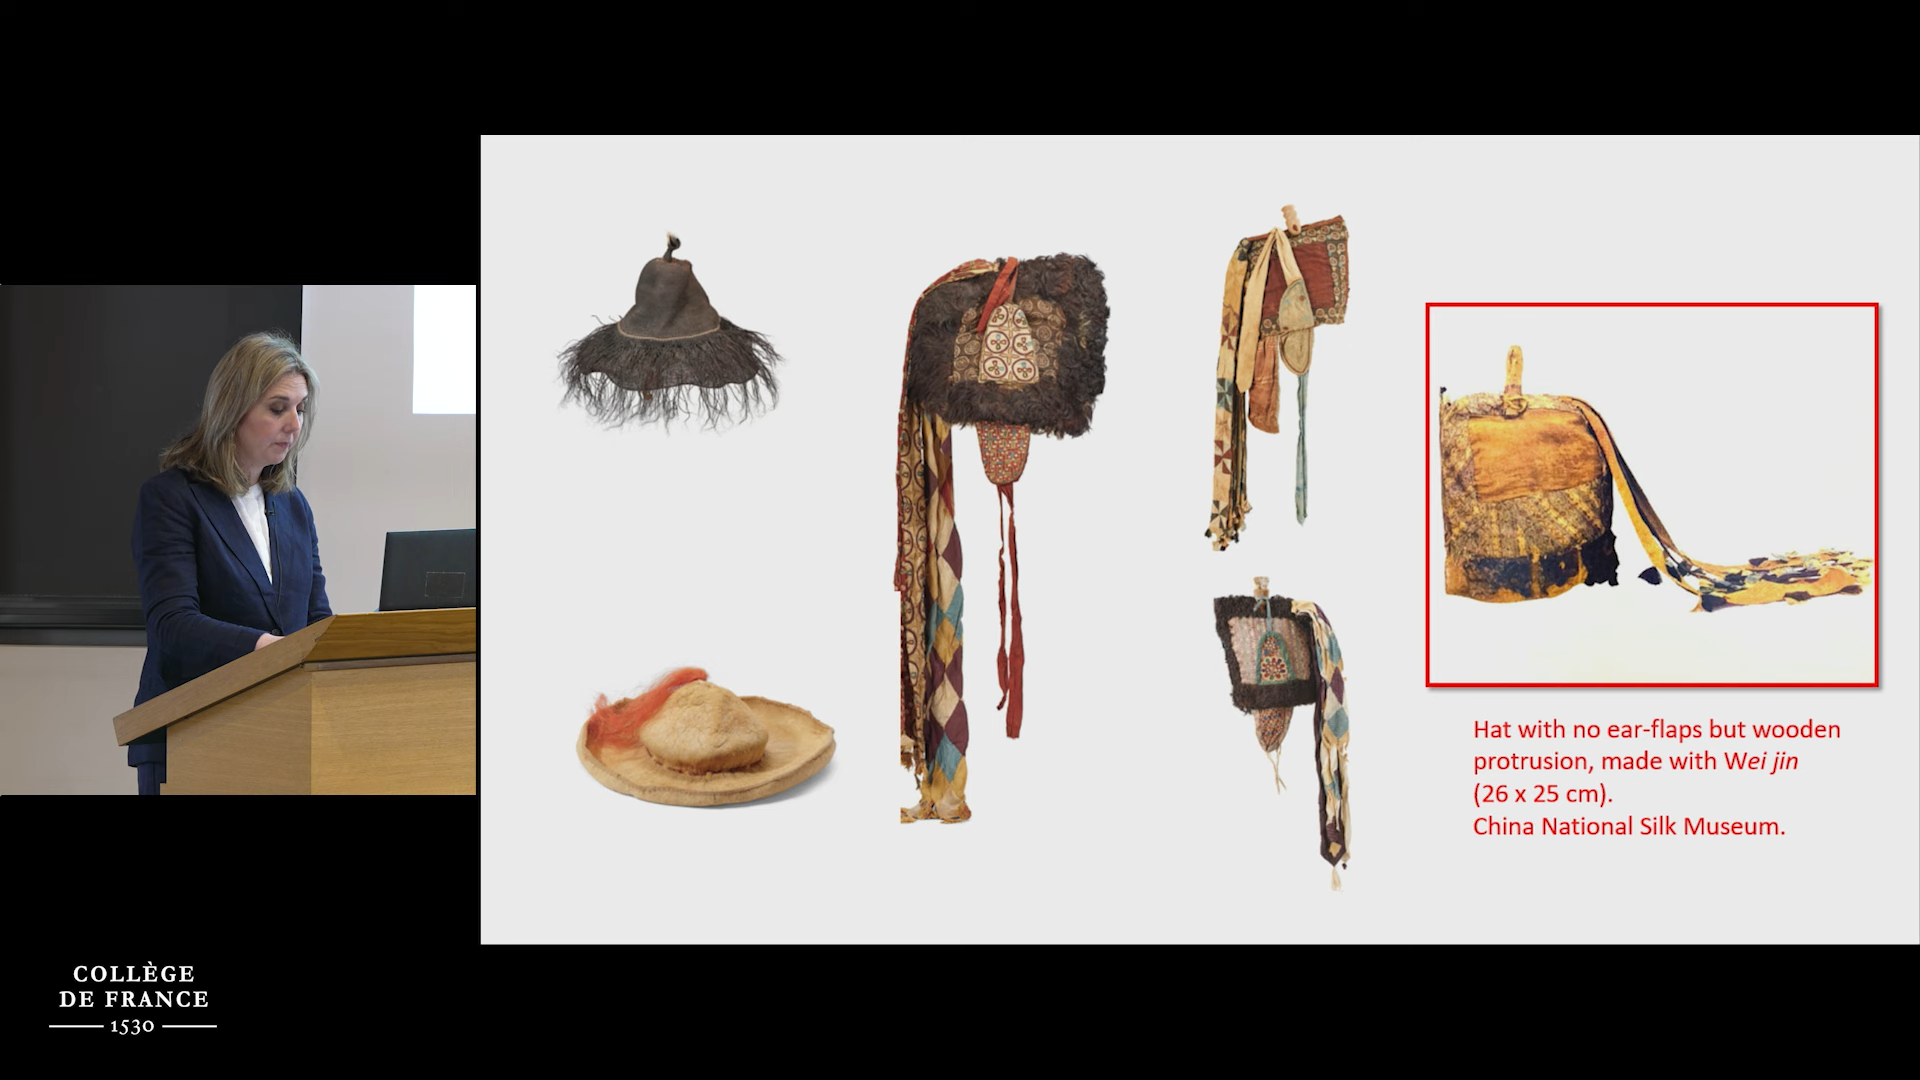 Hat with no ear-flaps but wooden
protrusion, made with Wei jin
(26 x 25 cm).
China National Silk Museum.
COLLÈGE
DE FRANCE
1530